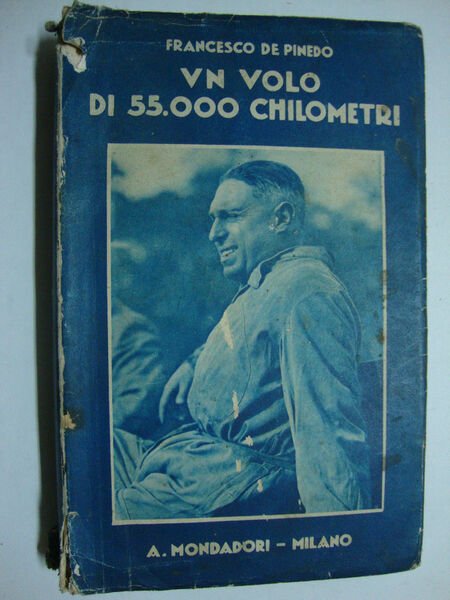 FRANCESCO DE PINEDO
VN VOLO
DI 55.000 CHILOMETRI
A. MONDADORI - MILANO